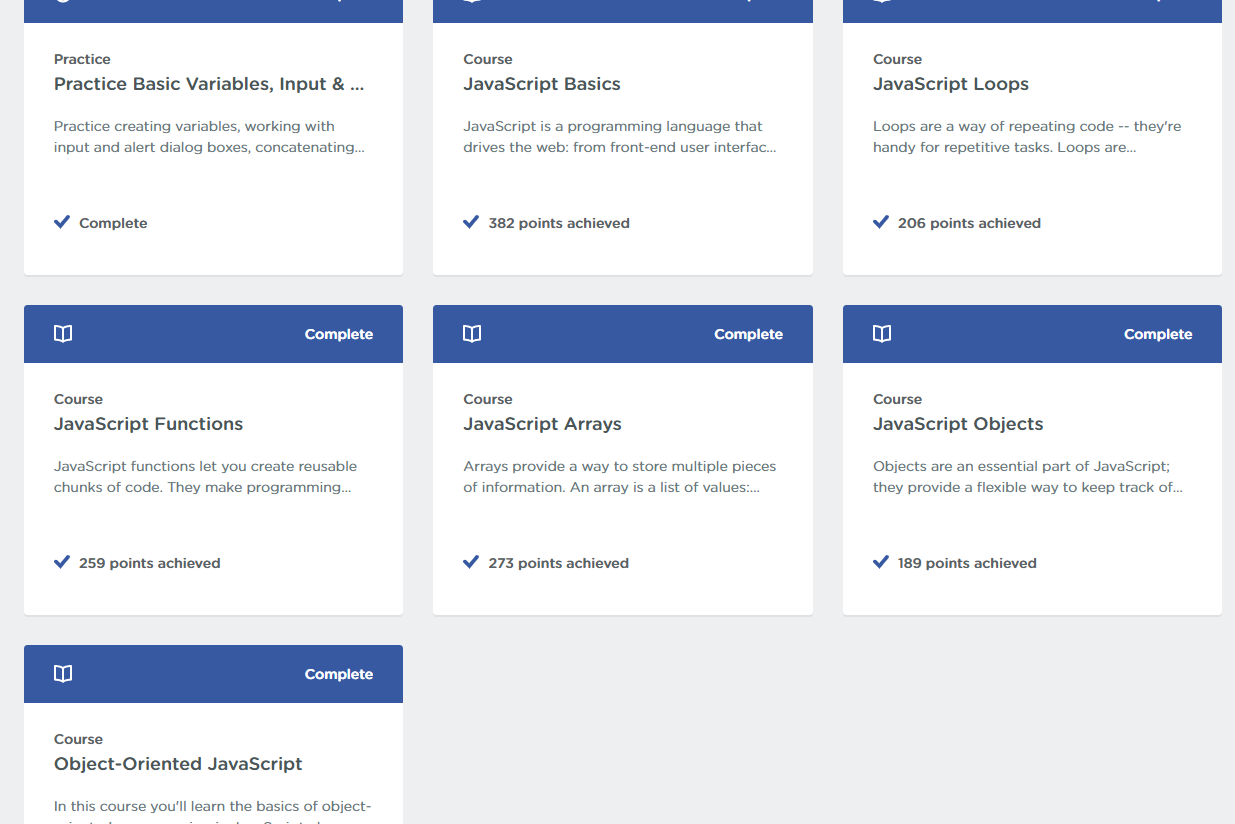 Practice
Practice Basic Variables, Input & ...
Practice creating variables, working with
input and alert dialog boxes, concatenating...
Complete
Course
JavaScript Basics
JavaScript is a programming language that
drives the web: from front-end user interfac...
382 points achieved
Course
JavaScript Loops
Loops are a way of repeating code -- they're
handy for repetitive tasks. Loops are...
206 points achieved
Complete
Course
JavaScript Functions
JavaScript functions let you create reusable
chunks of code. They make programming...
259 points achieved
Complete
Course
JavaScript Arrays
Arrays provide a way to store multiple pieces
of information. An array is a list of values:...
273 points achieved
Complete
Course
JavaScript Objects
Objects are an essential part of JavaScript;
they provide a flexible way to keep track of...
189 points achieved
Complete
Course
Object-Oriented JavaScript
In this course you'll learn the basics of object-